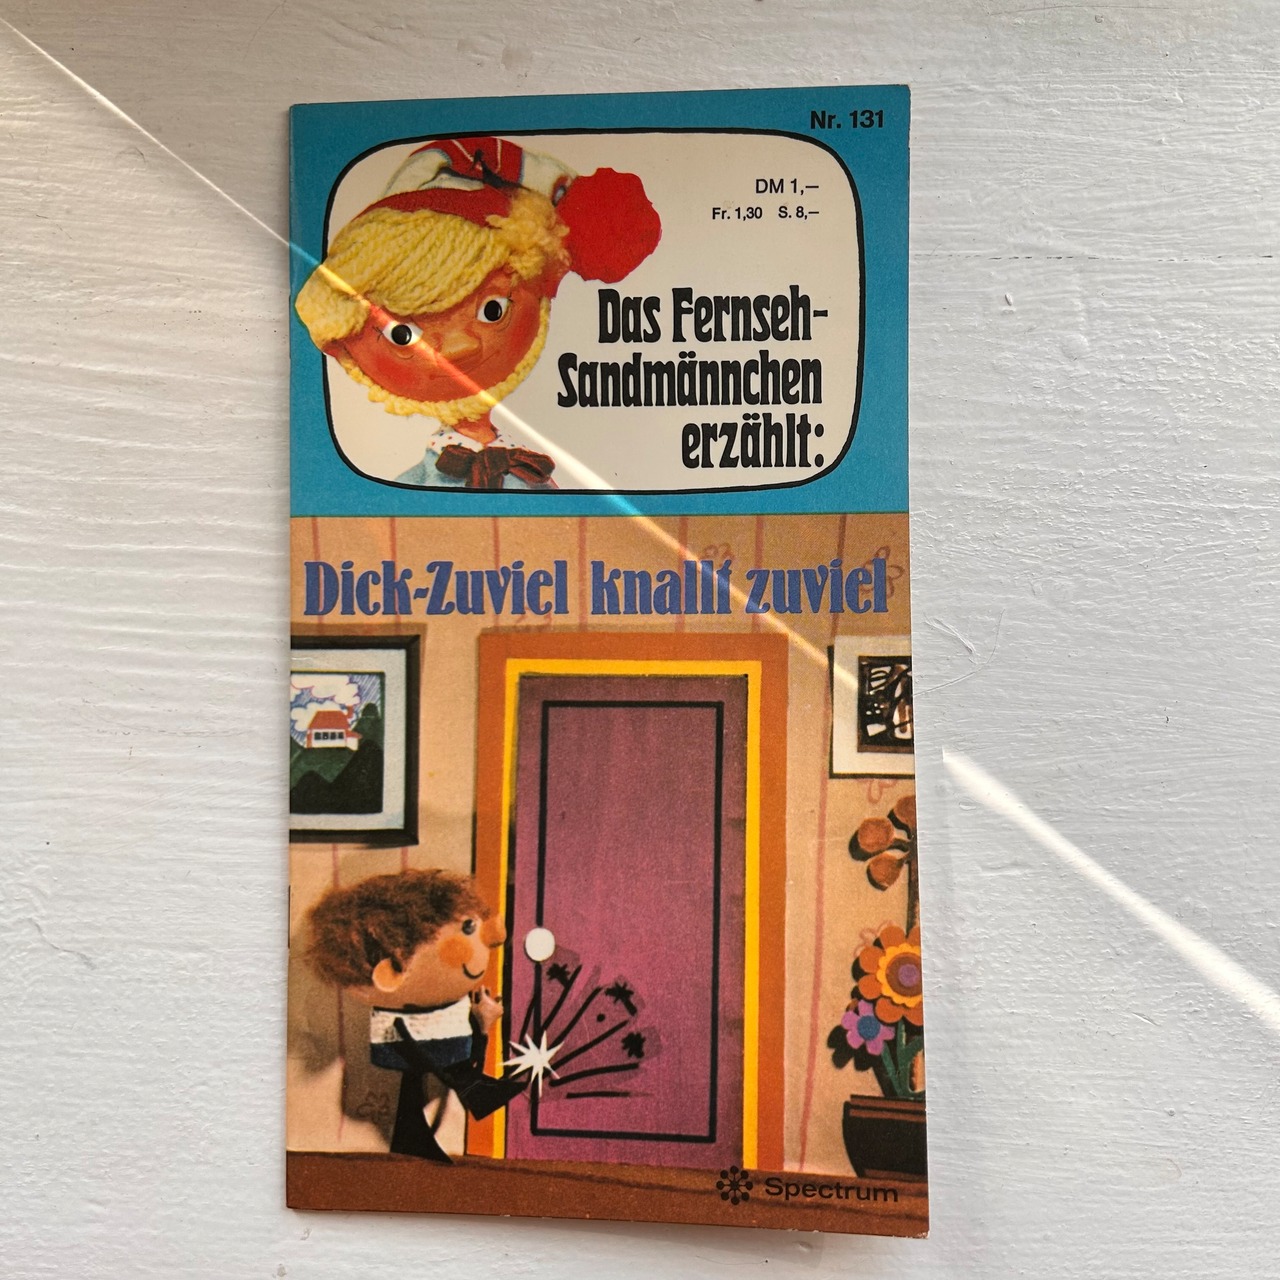 Nr. 131
DM 1,—
Fr. 1,30 S. 8,—
Das Fernseh-
Sandmännchen
erzählt:
Dick-Zuviel knallt zuviel
Spectrum